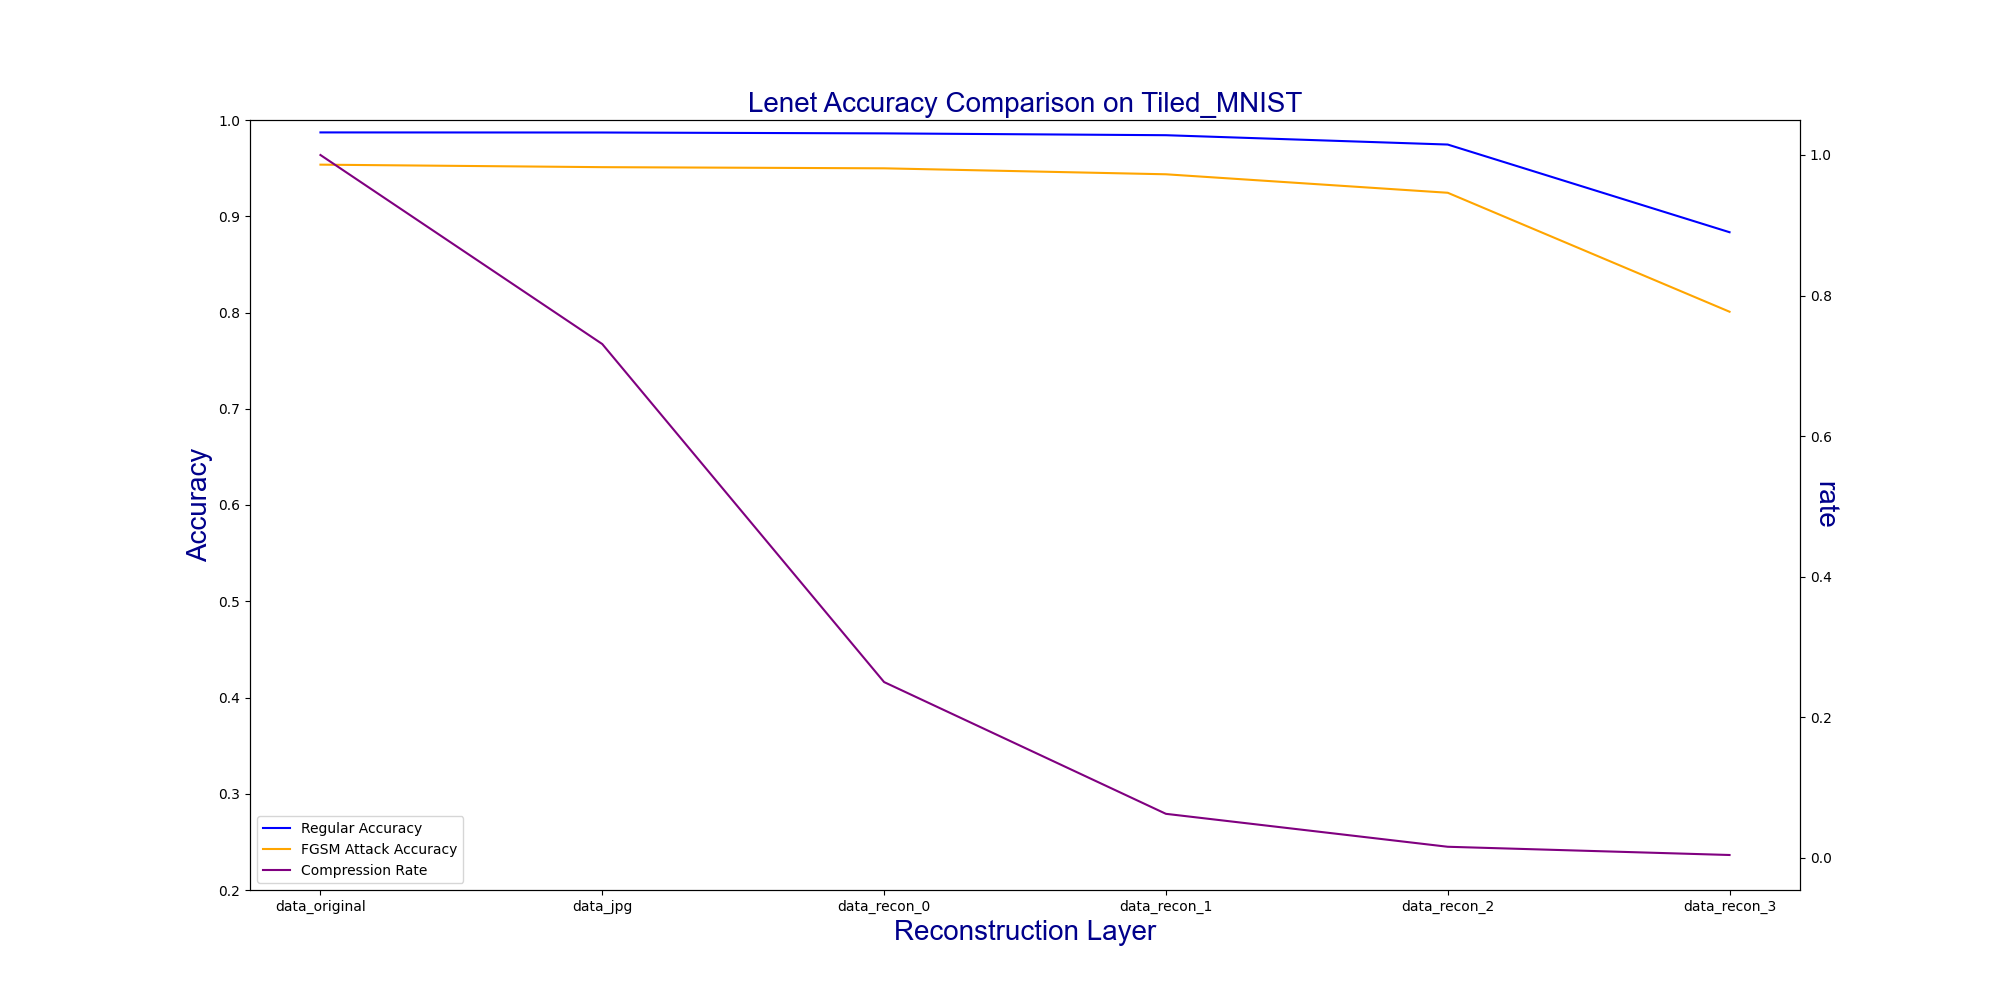 Lenet Accuracy Comparison on Tiled_MNIST
1.0
0.9
0.8
0.7
0.6
0.5
0.4
0.3
0.2
Accuracy
1.0
0.8
0.6
0.4
0.2
0.0
rate
Regular Accuracy
FGSM Attack Accuracy
Compression Rate
data_original data_jpg data_recon_0 data_recon_1 data_recon_2 data_recon_3
Reconstruction Layer